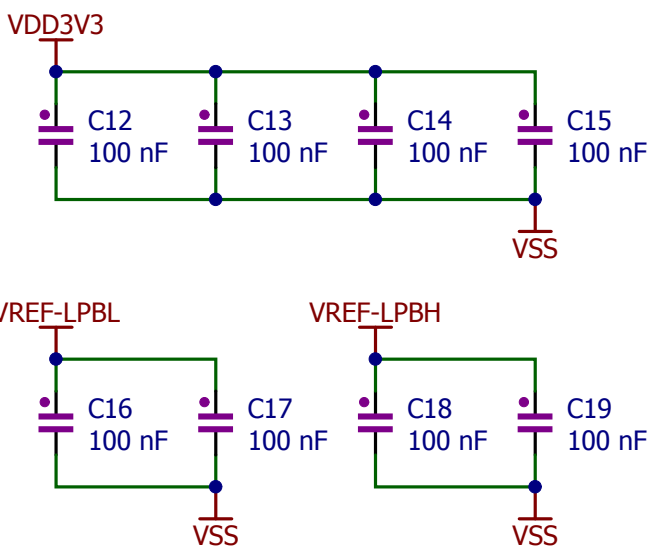 VDD3V3
C12 C13 C14 C15
100 nF 100 nF 100 nF 100 nF
VSS
VREF-LPBL VREF-LPBH
C16 C17 C18 C19
100 nF 100 nF 100 nF 100 nF
VSS VSS